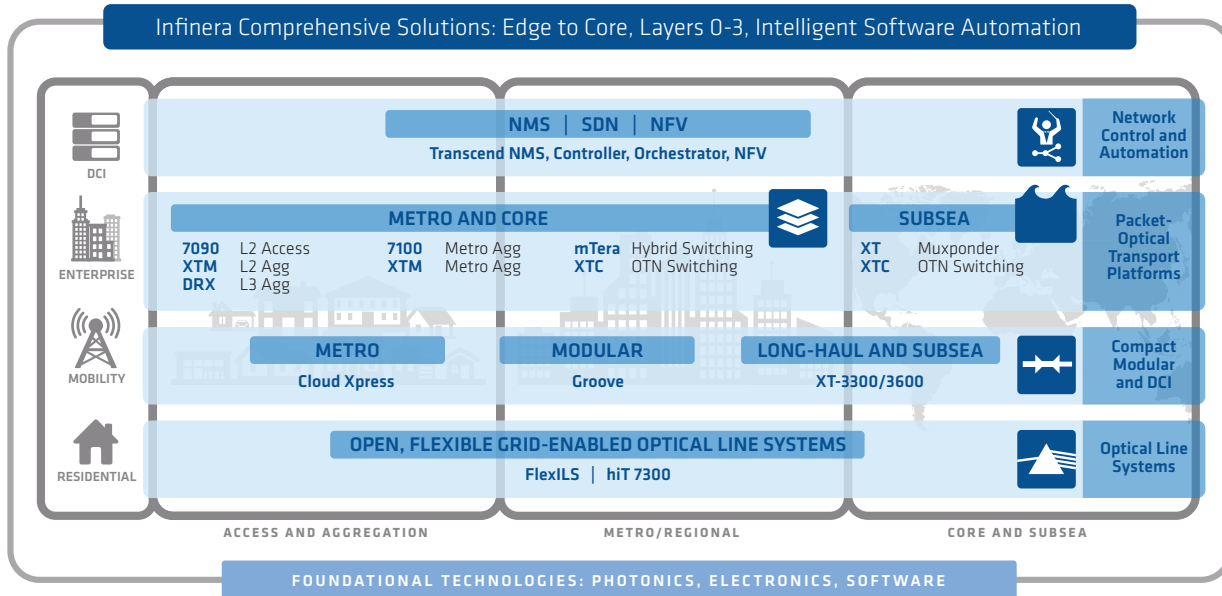 Infinera Comprehensive Solutions: Edge to Core, Layers 0-3, Intelligent Software Automation
DCI
ENTERPRISE
MOBILITY
RESIDENTIAL
NMS | SDN | NFV
Transcend NMS, Controller, Orchestrator, NFV
Network
Control and
Automation
METRO AND CORE
7090 L2 Access
XTM L2 Agg
DRX L3 Agg
7100 Metro Agg
XTM Metro Agg
mTera Hybrid Switching
XTC OTN Switching
SUBSEA
XT Muxponder
XTC OTN Switching
Packet-
Optical
Transport
Platforms
METRO
Cloud Xpress
MODULAR
Groove
LONG-HAUL AND SUBSEA
XT-3300/3600
Compact
Modular
and DCI
OPEN, FLEXIBLE GRID-ENABLED OPTICAL LINE SYSTEMS
FlexILS | hiT 7300
Optical Line
Systems
ACCESS AND AGGREGATION
METRO/REGIONAL
CORE AND SUBSEA
FOUNDATIONAL TECHNOLOGIES: PHOTONICS, ELECTRONICS, SOFTWARE